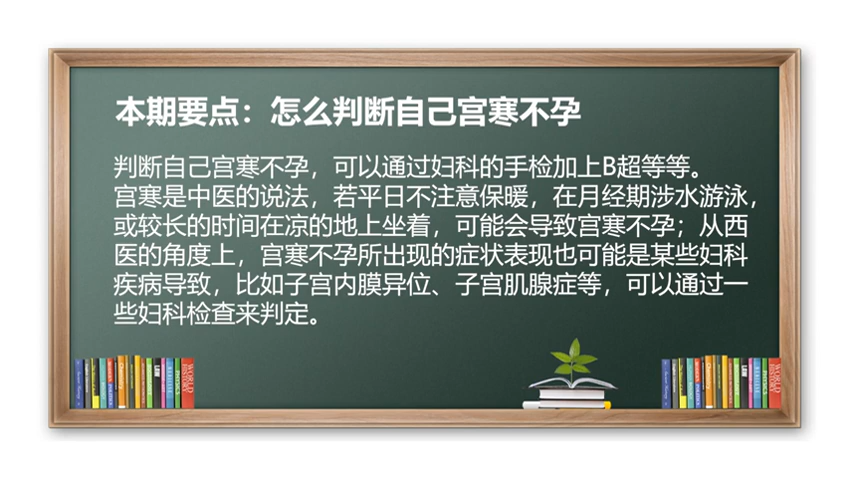 本期要点：怎么判断自己宫寒不孕
判断自己宫寒不孕，可以通过妇科的手检加上B超等等。
宫寒是中医的说法，若平日不注意保暖，在月经期涉水游泳，
或较长的时间在凉的地上坐着，可能会导致宫寒不孕；从西
医的角度上，宫寒不孕所出现的症状表现也可能是某些妇科
疾病导致，比如子宫内膜异位、子宫肌腺症等，可以通过一
些妇科检查来判定。
WORLD HISTORY